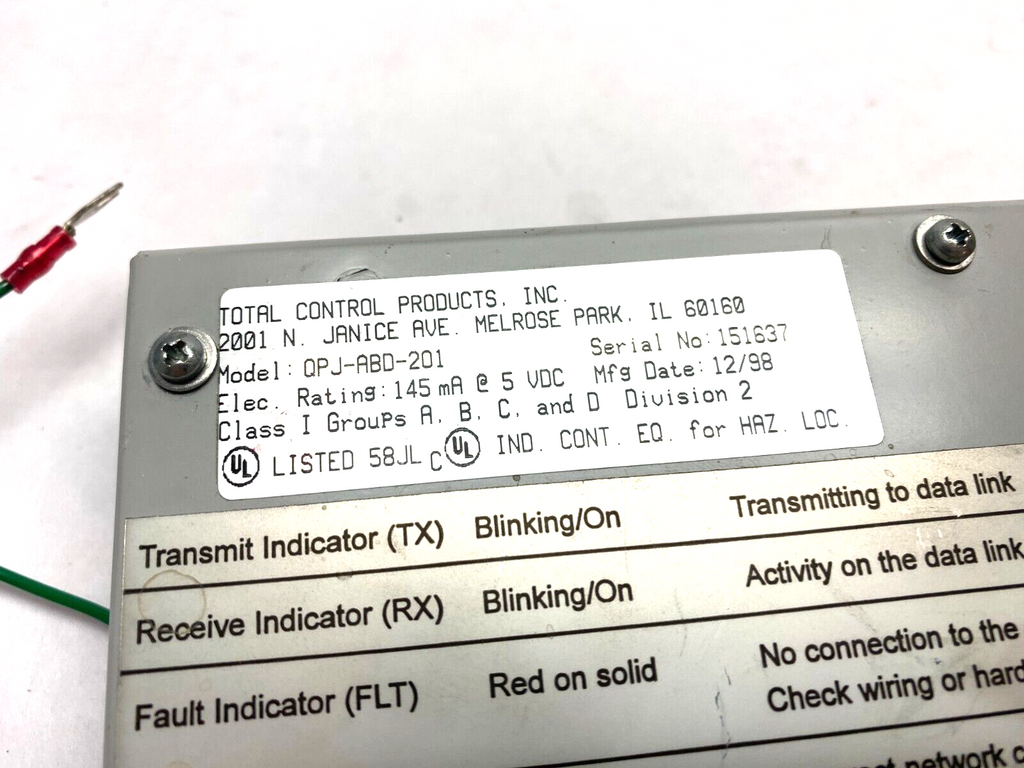 TOTAL CONTROL PRODUCTS, INC.
2001 N. JANICE AVE. MELROSE PARK, IL 60160
Model: QPJ-ABD-201 Serial No: 151637
Elec. Rating: 145 mA @ 5 VDC Mfg Date: 12/98
Class I Groups A, B, C, and D Division 2
UL LISTED 58JL C UL IND. CONT. EQ. for HAZ. LOC.
Transmit Indicator (TX) Blinking/On Transmitting to data link
Receive Indicator (RX) Blinking/On Activity on the data link
Fault Indicator (FLT) Red on solid No connection to the
Check wiring or hard
network c